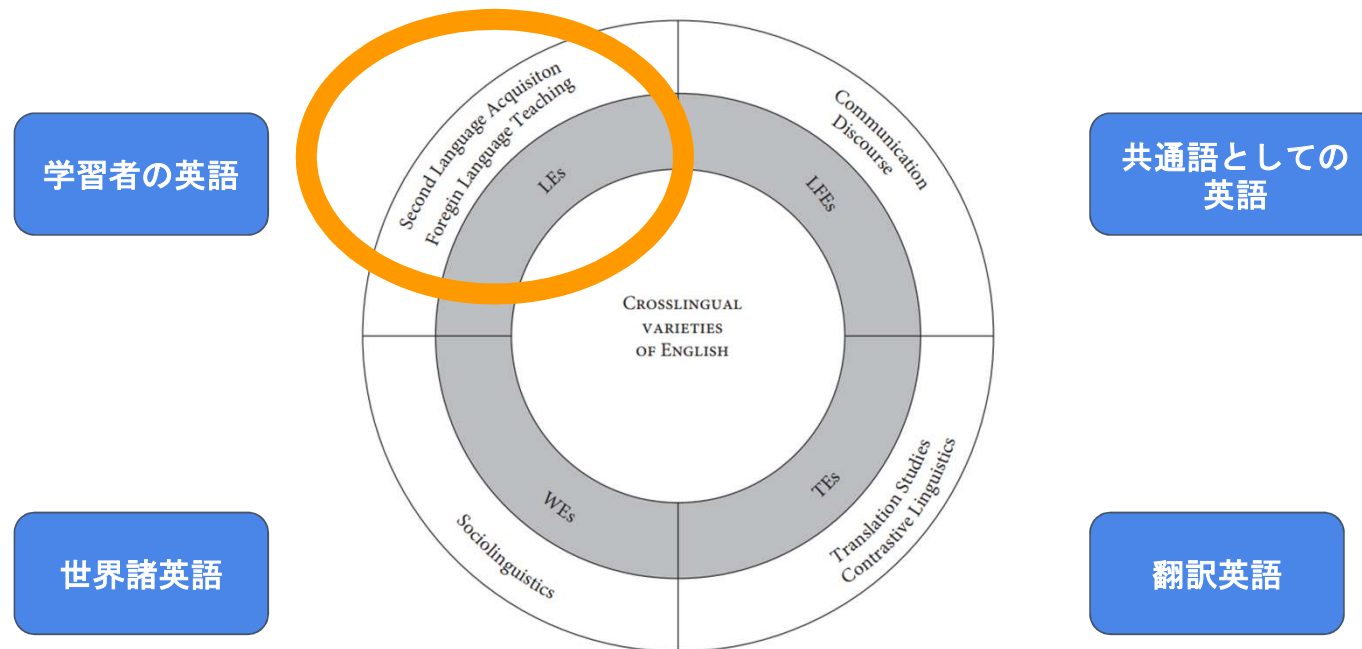 学習者の英語
Second Language Acquisiton
Foregin Language Teaching
LEs
Communication
Discourse
LFEs
共通語としての
英語
CROSSLINGUAL
VARIETIES
OF ENGLISH
世界諸英語
Sociolinguistics
WEs
TEs
Translation Studies
Contrastive Linguistics
翻訳英語